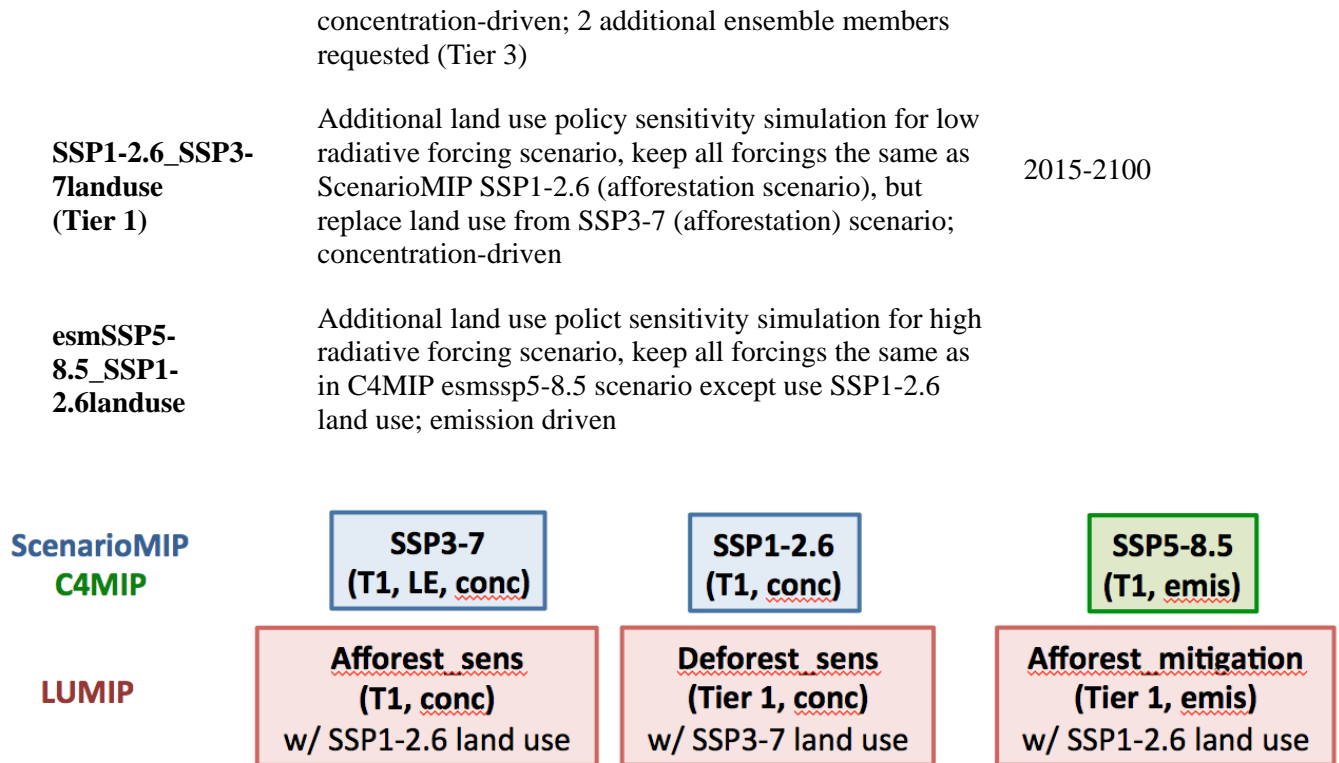 concentration-driven; 2 additional ensemble members
requested (Tier 3)
SSP1-2.6_SSP3-
7landuse
(Tier 1)
Additional land use policy sensitivity simulation for low
radiative forcing scenario, keep all forcings the same as
ScenarioMIP SSP1-2.6 (afforestation scenario), but
replace land use from SSP3-7 (afforestation) scenario;
concentration-driven
2015-2100
esmSSP5-
8.5_SSP1-
2.6landuse
Additional land use polict sensitivity simulation for high
radiative forcing scenario, keep all forcings the same as
in C4MIP esmssp5-8.5 scenario except use SSP1-2.6
land use; emission driven
ScenarioMIP
C4MIP
SSP3-7
(T1, LE, conc)
SSP1-2.6
(T1, conc)
SSP5-8.5
(T1, emis)
LUMIP
Afforest_sens
(T1, conc)
w/ SSP1-2.6 land use
Deforest_sens
(Tier 1, conc)
w/ SSP3-7 land use
Afforest_mitigation
(Tier 1, emis)
w/ SSP1-2.6 land use